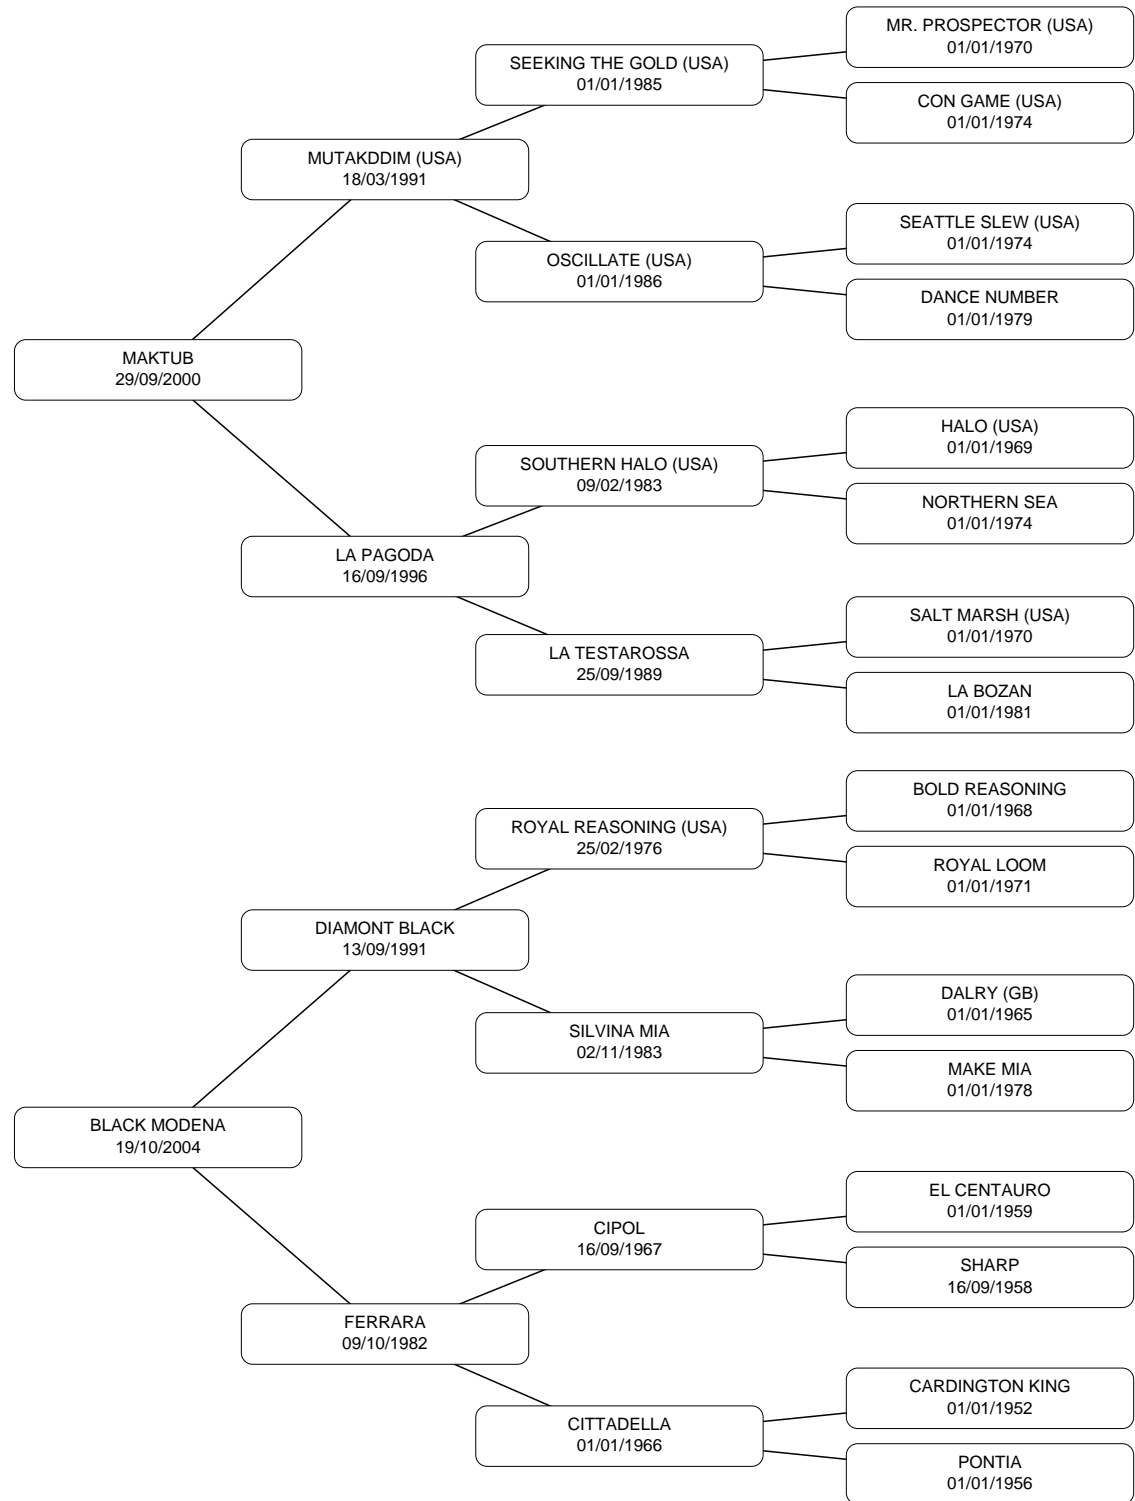 MR. PROSPECTOR (USA)
01/01/1970
SEEKING THE GOLD (USA)
01/01/1985
CON GAME (USA)
01/01/1974
MUTAKDDIM (USA)
18/03/1991
SEATTLE SLEW (USA)
01/01/1974
OSCILLATE (USA)
01/01/1986
DANCE NUMBER
01/01/1979
MAKTUB
29/09/2000
HALO (USA)
01/01/1969
SOUTHERN HALO (USA)
09/02/1983
NORTHERN SEA
01/01/1974
LA PAGODA
16/09/1996
SALT MARSH (USA)
01/01/1970
LA TESTAROSSA
25/09/1989
LA BOZAN
01/01/1981
BOLD REASONING
01/01/1968
ROYAL REASONING (USA)
25/02/1976
ROYAL LOOM
01/01/1971
DIAMONT BLACK
13/09/1991
DALRY (GB)
01/01/1965
SILVINA MIA
02/11/1983
MAKE MIA
01/01/1978
BLACK MODENA
19/10/2004
EL CENTAURO
01/01/1959
CIPOL
16/09/1967
SHARP
16/09/1958
FERRARA
09/10/1982
CARDINGTON KING
01/01/1952
CITTADELLA
01/01/1966
PONTIA
01/01/1956